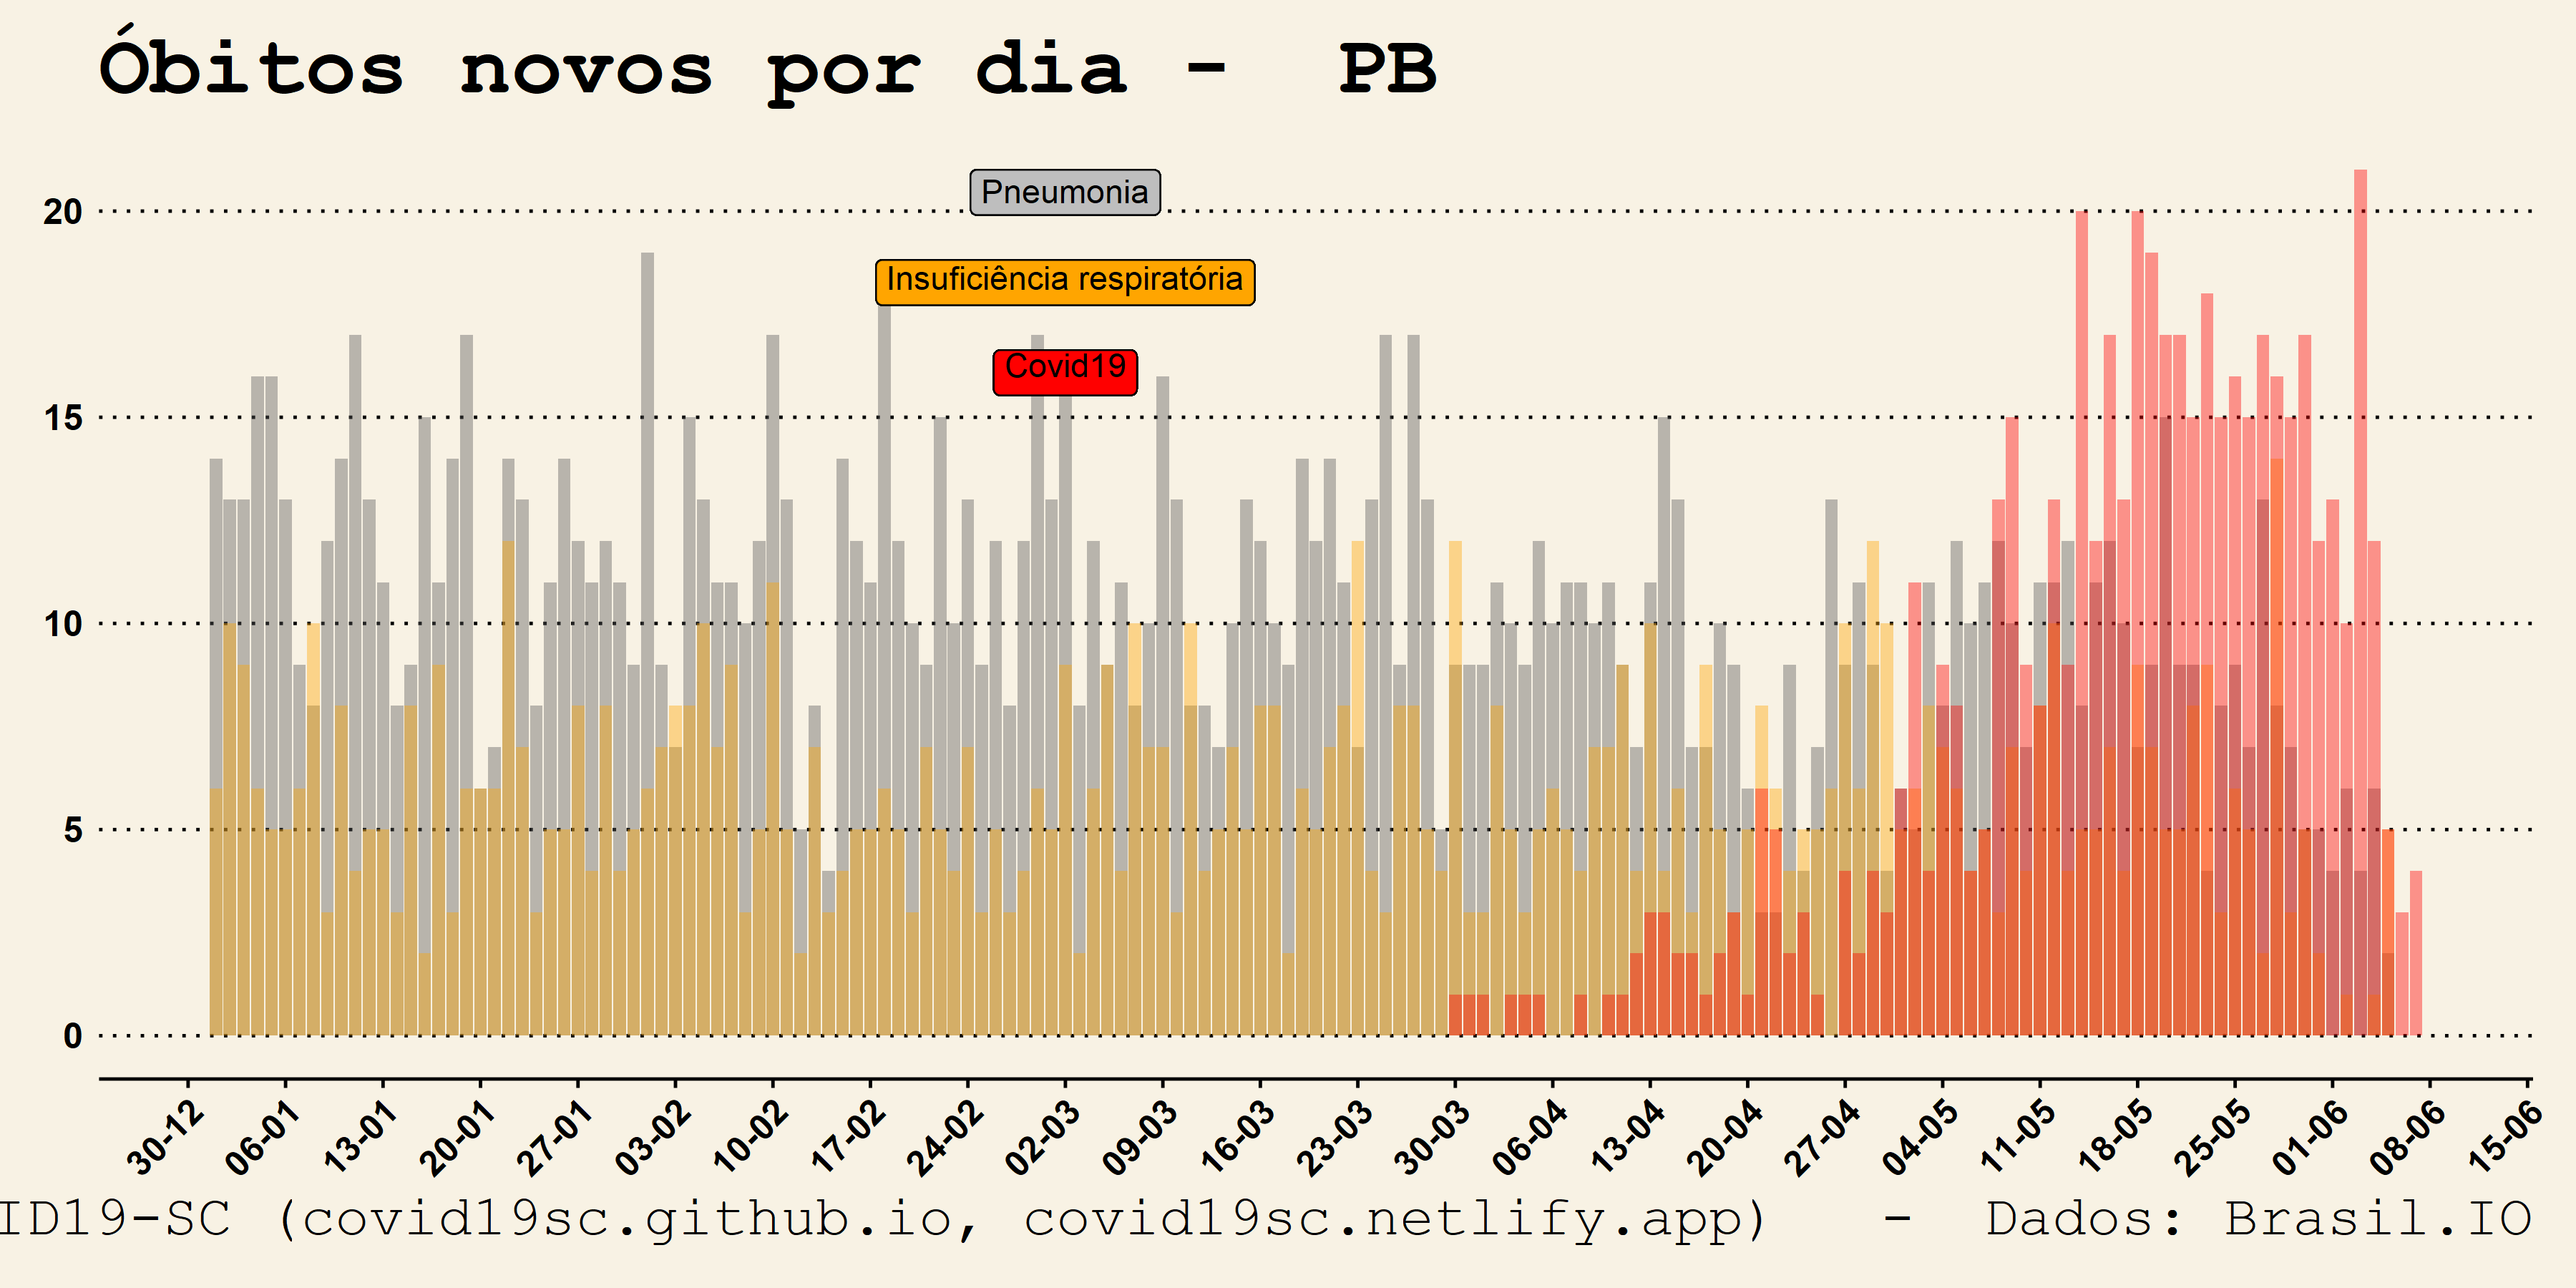 Óbitos novos por dia - PB
Pneumonia
20
Insuficiência respiratória
Covid19
15
10
5
0
30-12 06-01 13-01 20-01 27-01 03-02 10-02 17-02 24-02 02-03 09-03 16-03 23-03 30-03 06-04 13-04 20-04 27-04 04-05 11-05 18-05 25-05 01-06 08-06 15-06
ID19-SC (covid19sc.github.io, covid19sc.netlify.app) - Dados: Brasil.IO